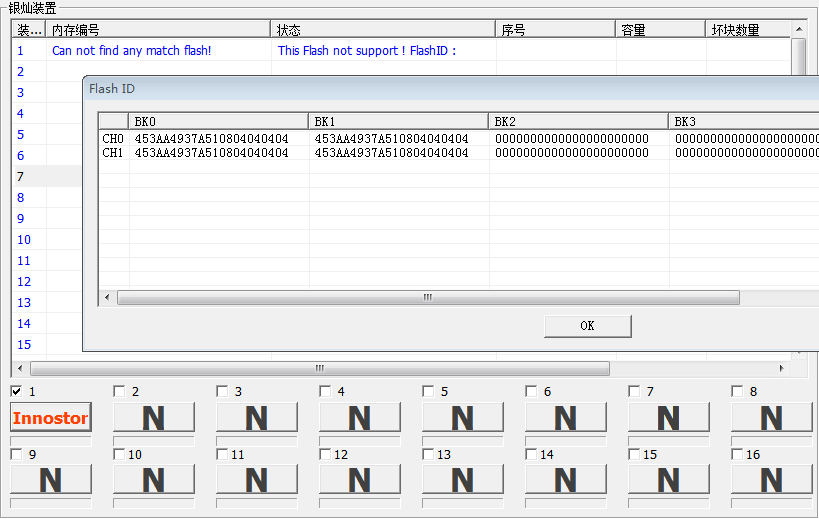 银灿装置
装... 内存编号 状态 序号 容量 坏块数量
1 Can not find any match flash! This Flash not support ! FlashID :
2
Flash ID
3
4
BK0 BK1 BK2 BK3
5
CH0 453AA4937A510804040404 453AA4937A510804040404 0000000000000000000000 00000000000000000000
6
CH1 453AA4937A510804040404 453AA4937A510804040404 0000000000000000000000 00000000000000000000
7
8
9
10
11
12
13
OK
14
15
1 2 3 4 5 6 7 8
Innostor N N N N N N N
9 10 11 12 13 14 15 16
N N N N N N N N